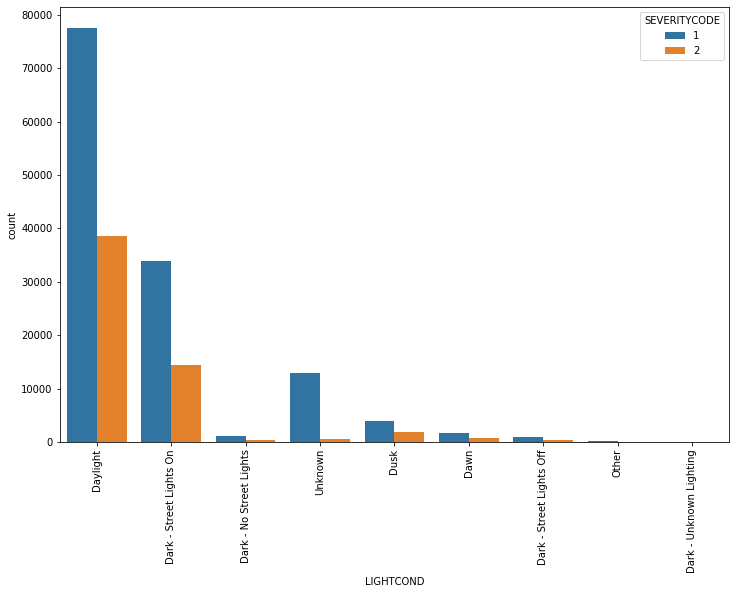 SEVERITYCODE
1
2
80000
70000
60000
50000
40000
30000
20000
10000
0
count
Daylight
Dark - Street Lights On
Dark - No Street Lights
Unknown
Dusk
Dawn
Dark - Street Lights Off
Other
Dark - Unknown Lighting
LIGHTCOND